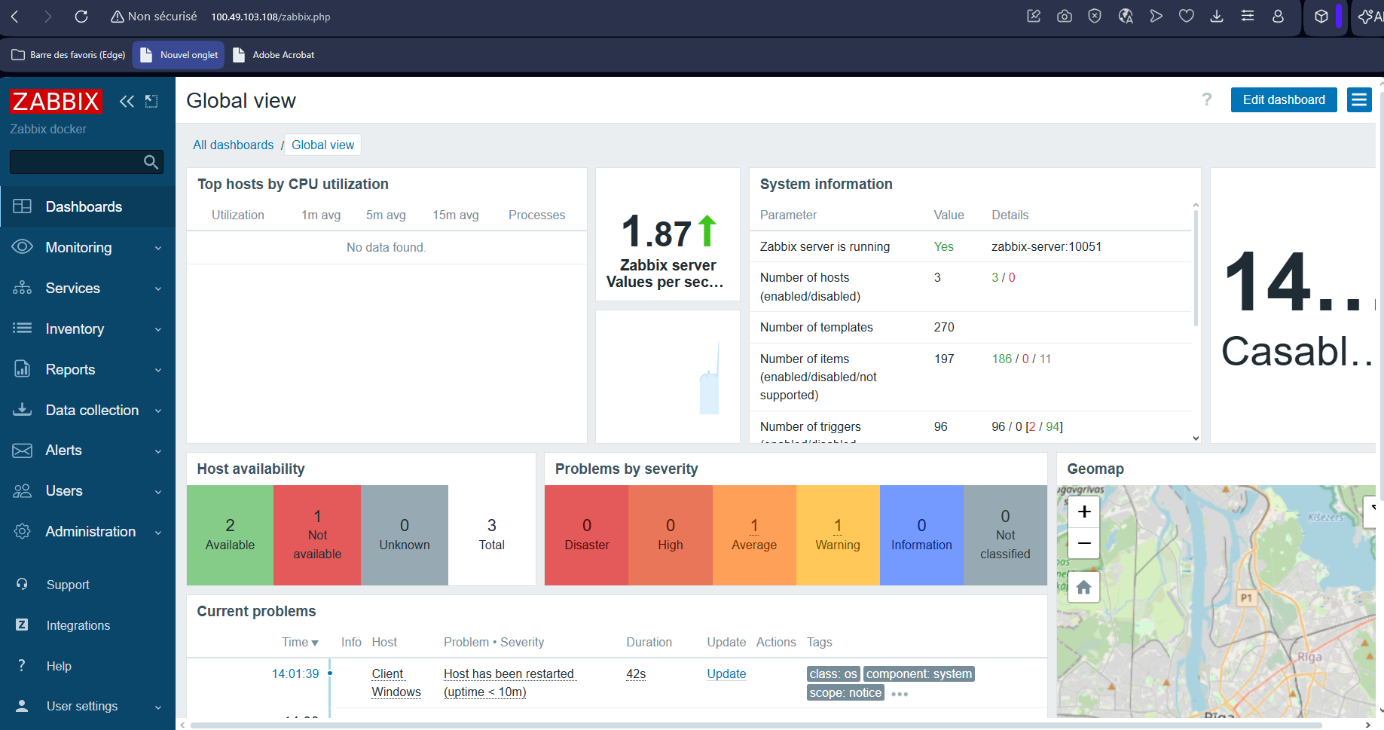 Non sécurisé 100.49.103.108/zabbix.php
Barre des favoris (Edge) Nouvel onglet Adobe Acrobat
ZABBIX
Zabbix docker
Dashboards
Monitoring
Services
Inventory
Reports
Data collection
Alerts
Users
Administration
Support
Integrations
Help
User settings
Global view
? Edit dashboard
All dashboards / Global view
Top hosts by CPU utilization
Utilization 1m avg 5m avg 15m avg Processes
No data found.
1.87
Zabbix server
Values per sec...
System information
Parameter Value Details
Zabbix server is running Yes zabbix-server:10051
Number of hosts 3 3 / 0
(enabled/disabled)
Number of templates 270
Number of items 197 186 / 0 / 11
(enabled/disabled/not
supported)
Number of triggers 96 96 / 0 [2 / 94]
14...
Casabl...
Host availability
2
Available
1
Not
available
0
Unknown
3
Total
Problems by severity
0
Disaster
0
High
1
Average
1
Warning
0
Information
0
Not
classified
Geomap
+
−
P1
Ķīšezers
Rīga
Rīga
Current problems
Time ▼ Info Host Problem • Severity Duration Update Actions Tags
14:01:39 Client Host has been restarted 42s Update class: os component: system
Windows (uptime < 10m) scope: notice •••